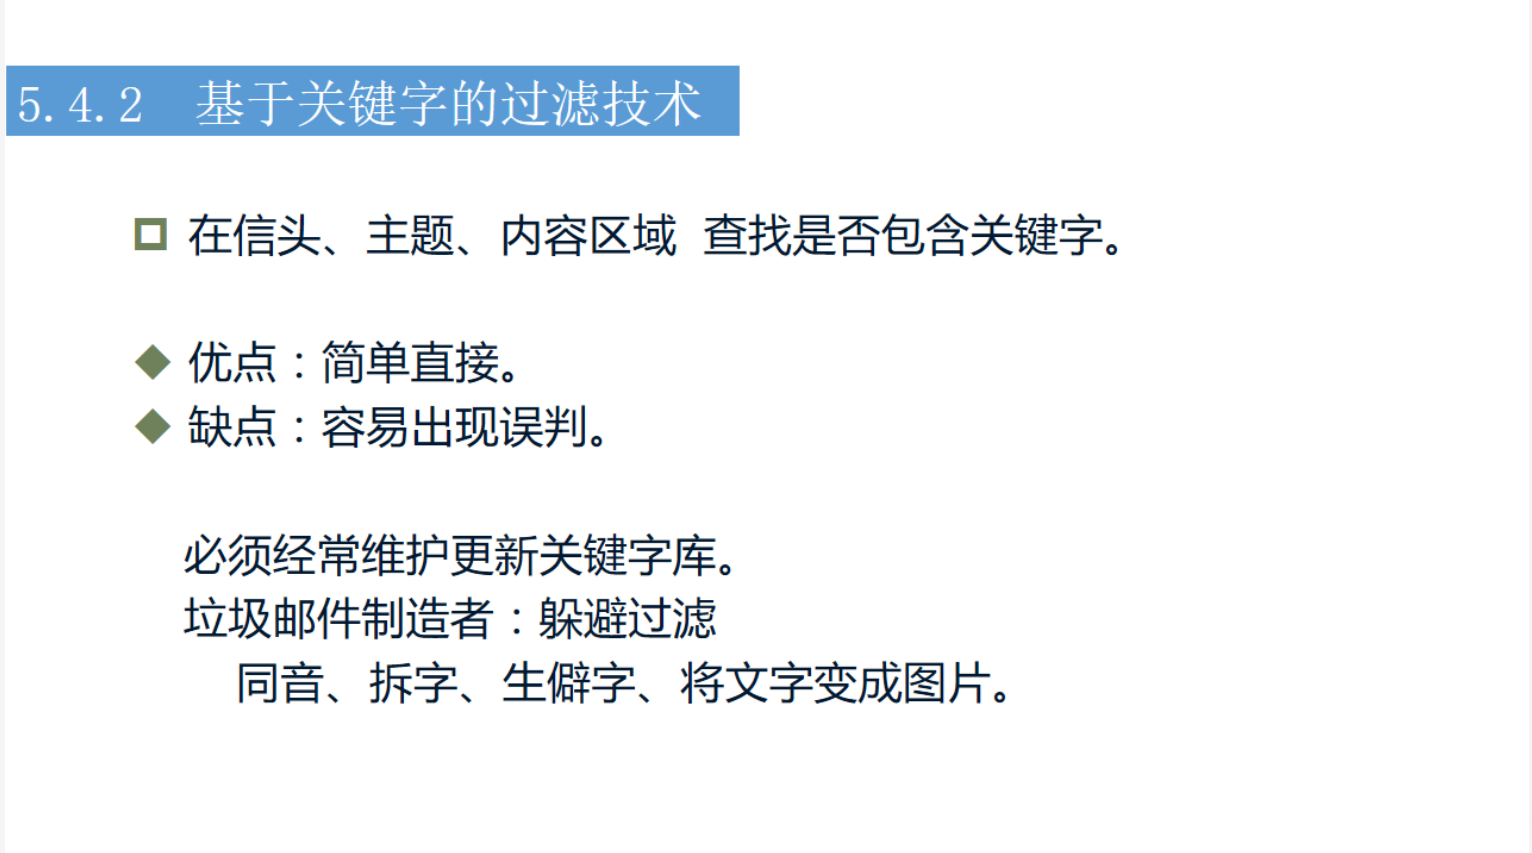 5.4.2 基于关键字的过滤技术
在信头、主题、内容区域 查找是否包含关键字。
优点：简单直接。
缺点：容易出现误判。
必须经常维护更新关键字库。
垃圾邮件制造者：躲避过滤
同音、拆字、生僻字、将文字变成图片。